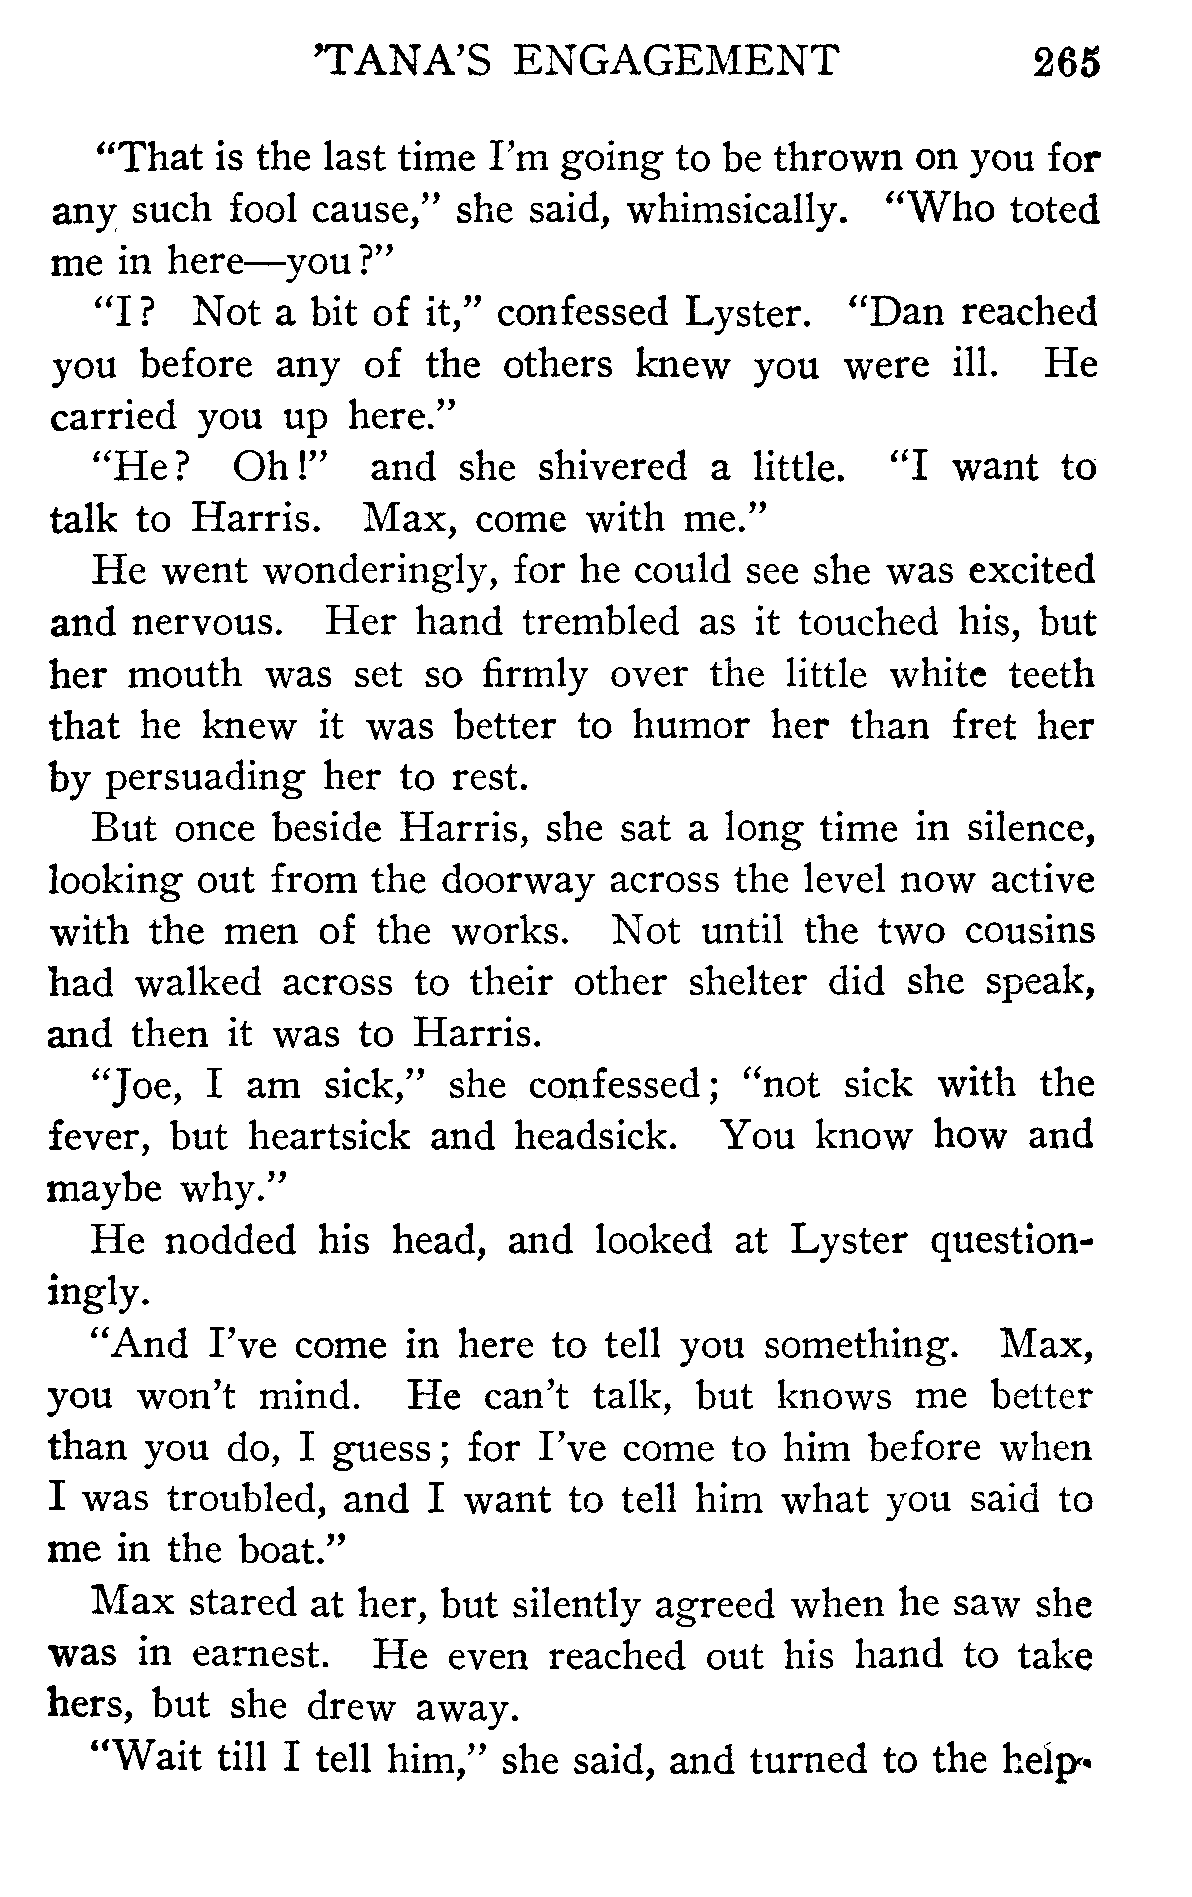 ’TANA’S ENGAGEMENT 265
“That is the last time I’m going to be thrown on you for
any such fool cause,” she said, whimsically. “Who toted
me in here—you?”
“I? Not a bit of it,” confessed Lyster. “Dan reached
you before any of the others knew you were ill. He
carried you up here.”
“He? Oh!” and she shivered a little. “I want to
talk to Harris. Max, come with me.”
He went wonderingly, for he could see she was excited
and nervous. Her hand trembled as it touched his, but
her mouth was set so firmly over the little white teeth
that he knew it was better to humor her than fret her
by persuading her to rest.
But once beside Harris, she sat a long time in silence,
looking out from the doorway across the level now active
with the men of the works. Not until the two cousins
had walked across to their other shelter did she speak,
and then it was to Harris.
“Joe, I am sick,” she confessed; “not sick with the
fever, but heartsick and headsick. You know how and
maybe why.”
He nodded his head, and looked at Lyster question-
ingly.
“And I’ve come in here to tell you something. Max,
you won’t mind. He can’t talk, but knows me better
than you do, I guess; for I’ve come to him before when
I was troubled, and I want to tell him what you said to
me in the boat.”
Max stared at her, but silently agreed when he saw she
was in earnest. He even reached out his hand to take
hers, but she drew away.
“Wait till I tell him,” she said, and turned to the help-